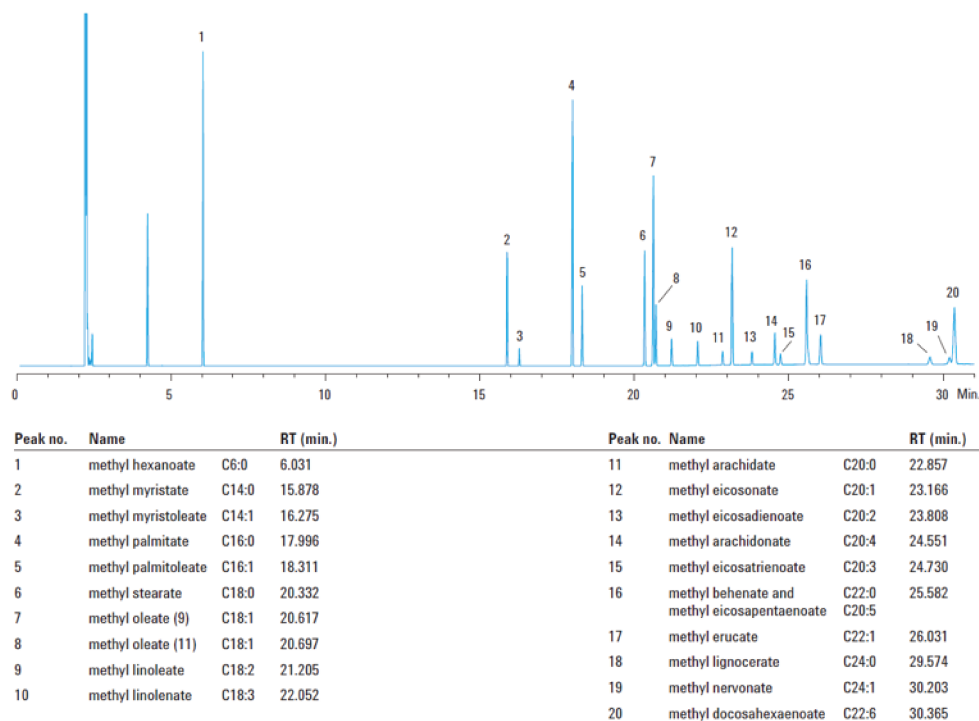 1
4
7
2
3
5
6
8
9
10
11
12
13
14
15
16
17
18
19
20
0 5 10 15 20 25 30 Min.
Peak no. Name RT (min.)
1 methyl hexanoate C6:0 6.031
2 methyl myristate C14:0 15.878
3 methyl myristoleate C14:1 16.275
4 methyl palmitate C16:0 17.996
5 methyl palmitoleate C16:1 18.311
6 methyl stearate C18:0 20.332
7 methyl oleate (9) C18:1 20.617
8 methyl oleate (11) C18:1 20.697
9 methyl linoleate C18:2 21.205
10 methyl linolenate C18:3 22.052
Peak no. Name RT (min.)
11 methyl arachidate C20:0 22.857
12 methyl eicosonate C20:1 23.166
13 methyl eicosadienoate C20:2 23.808
14 methyl arachidonate C20:4 24.551
15 methyl eicosatrienoate C20:3 24.730
16 methyl behenate and C22:0 25.582
methyl eicosapentaenoate C20:5
17 methyl erucate C22:1 26.031
18 methyl lignocerate C24:0 29.574
19 methyl nervonate C24:1 30.203
20 methyl docosahexaenoate C22:6 30.365